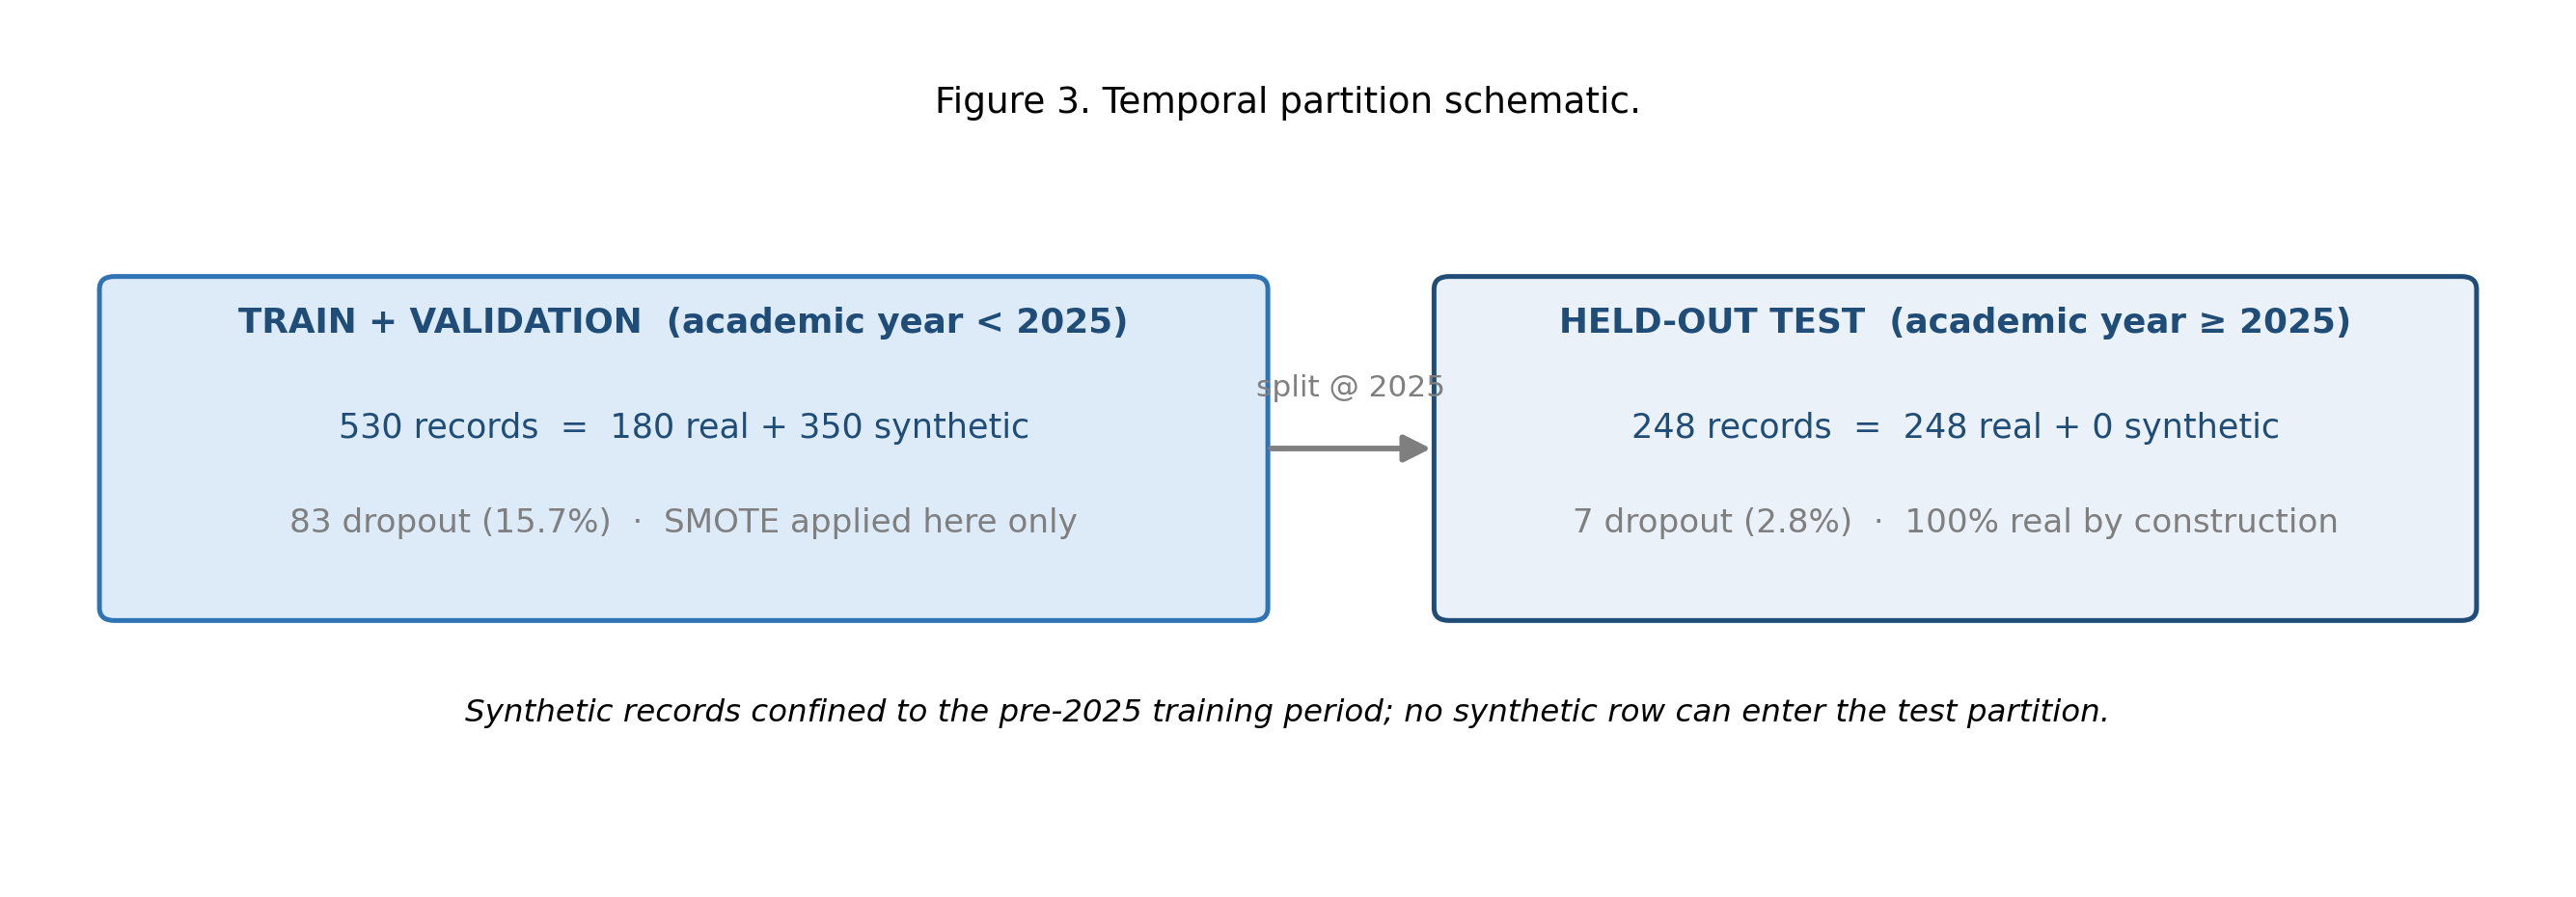 Figure 3. Temporal partition schematic.
TRAIN + VALIDATION (academic year < 2025)
530 records = 180 real + 350 synthetic
83 dropout (15.7%) · SMOTE applied here only
split @ 2025
HELD-OUT TEST (academic year ≥ 2025)
248 records = 248 real + 0 synthetic
7 dropout (2.8%) · 100% real by construction
Synthetic records confined to the pre-2025 training period; no synthetic row can enter the test partition.